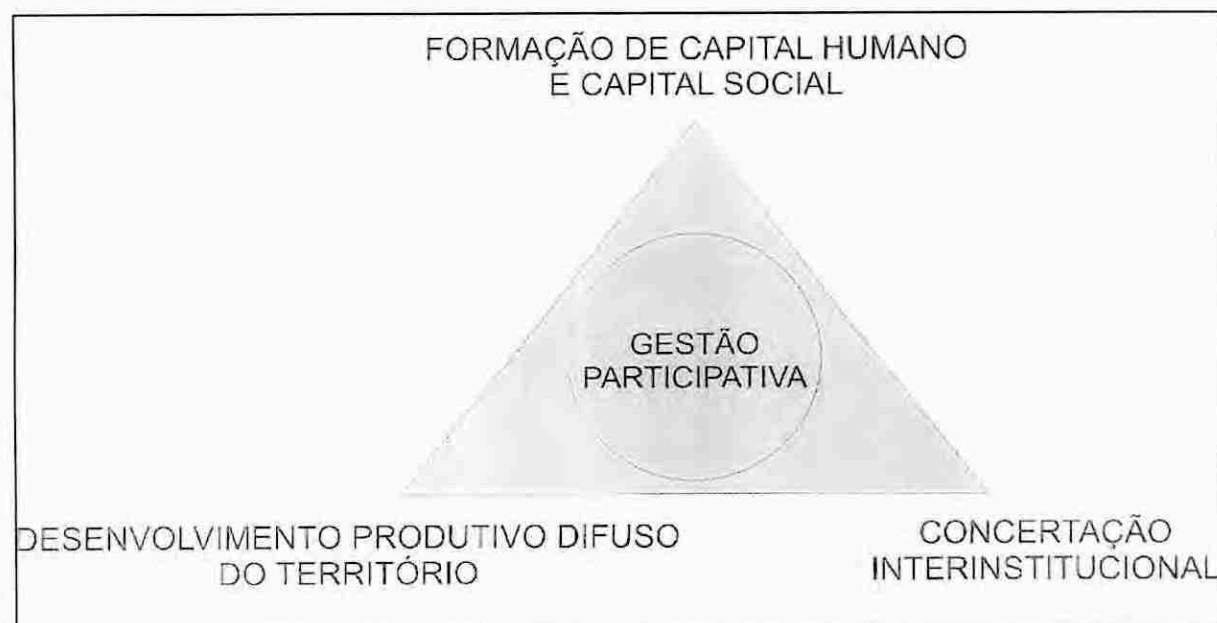 FORMAÇÃO DE CAPITAL HUMANO
E CAPITAL SOCIAL
GESTÃO
PARTICIPATIVA
DESENVOLVIMENTO PRODUTIVO DIFUSO
DO TERRITÓRIO
CONCERTAÇÃO
INTERINSTITUCIONAL